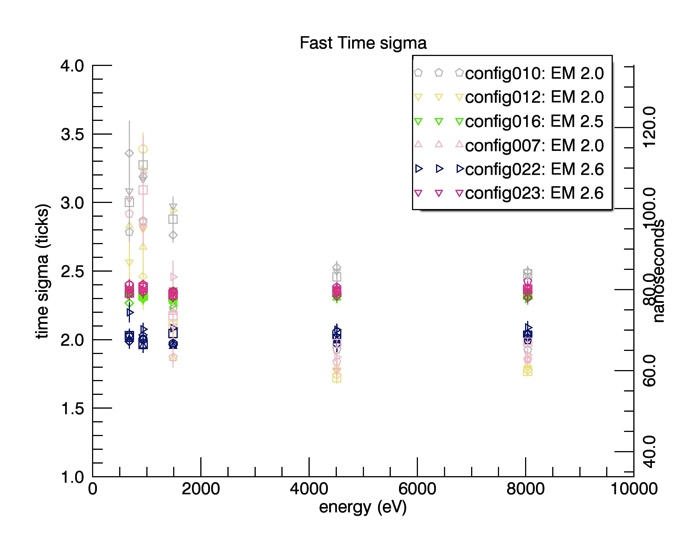 Fast Time sigma
config010: EM 2.0
config012: EM 2.0
config016: EM 2.5
config007: EM 2.0
config022: EM 2.6
config023: EM 2.6
time sigma (ticks)
4.0
3.5
3.0
2.5
2.0
1.5
1.0
120.0
100.0
80.0
60.0
40.0
nanoseconds
0
2000
4000
6000
8000
10000
energy (eV)